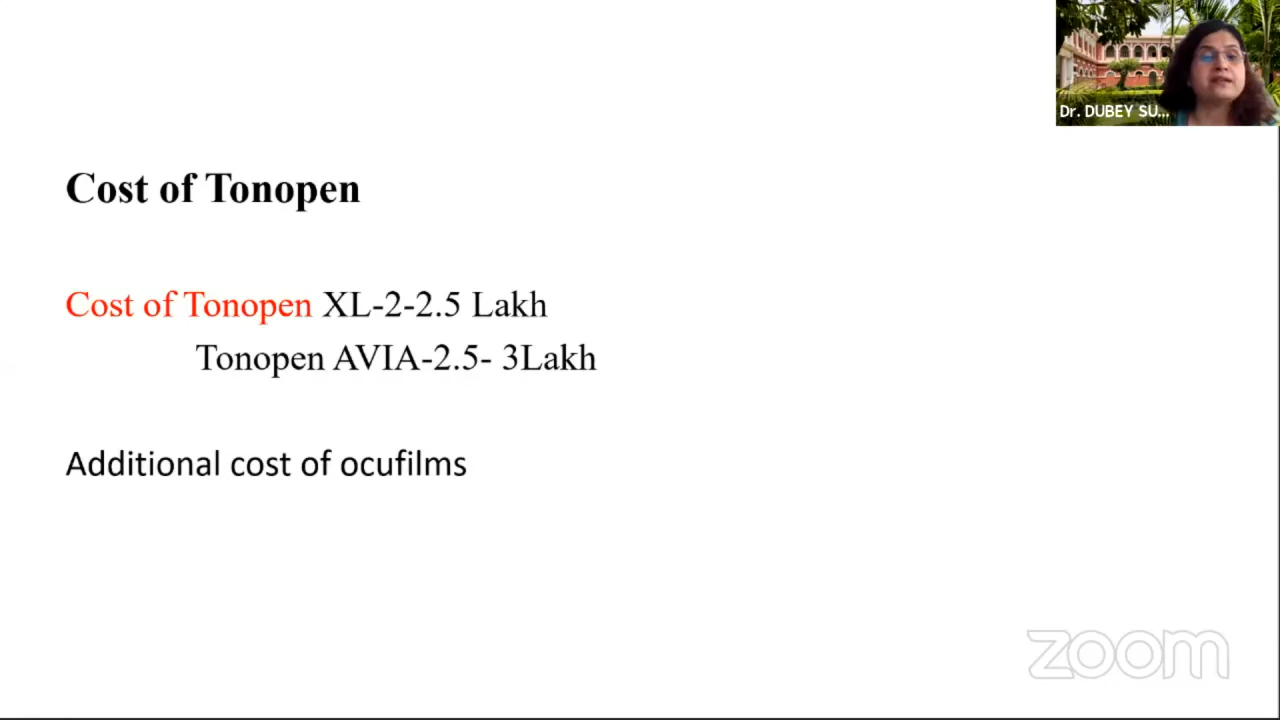 Dr. DUBEY SU...
Cost of Tonopen
Cost of Tonopen XL-2-2.5 Lakh
Tonopen AVIA-2.5- 3Lakh
Additional cost of ocufilms
zoom